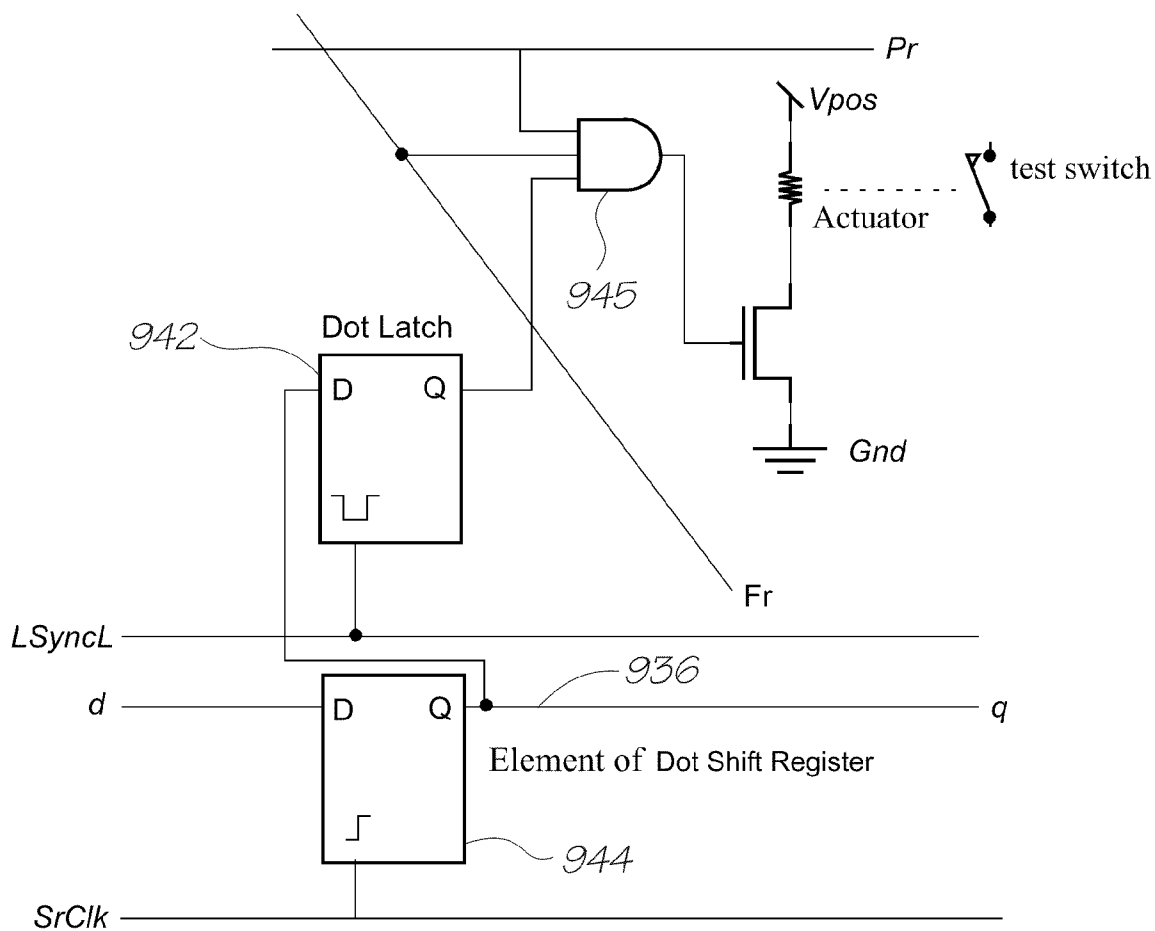 Pr
Vpos
test switch
Actuator
945
942
Dot Latch
D Q
Gnd
Fr
LSyncL
936
d
D Q
q
Element of Dot Shift Register
944
SrClk